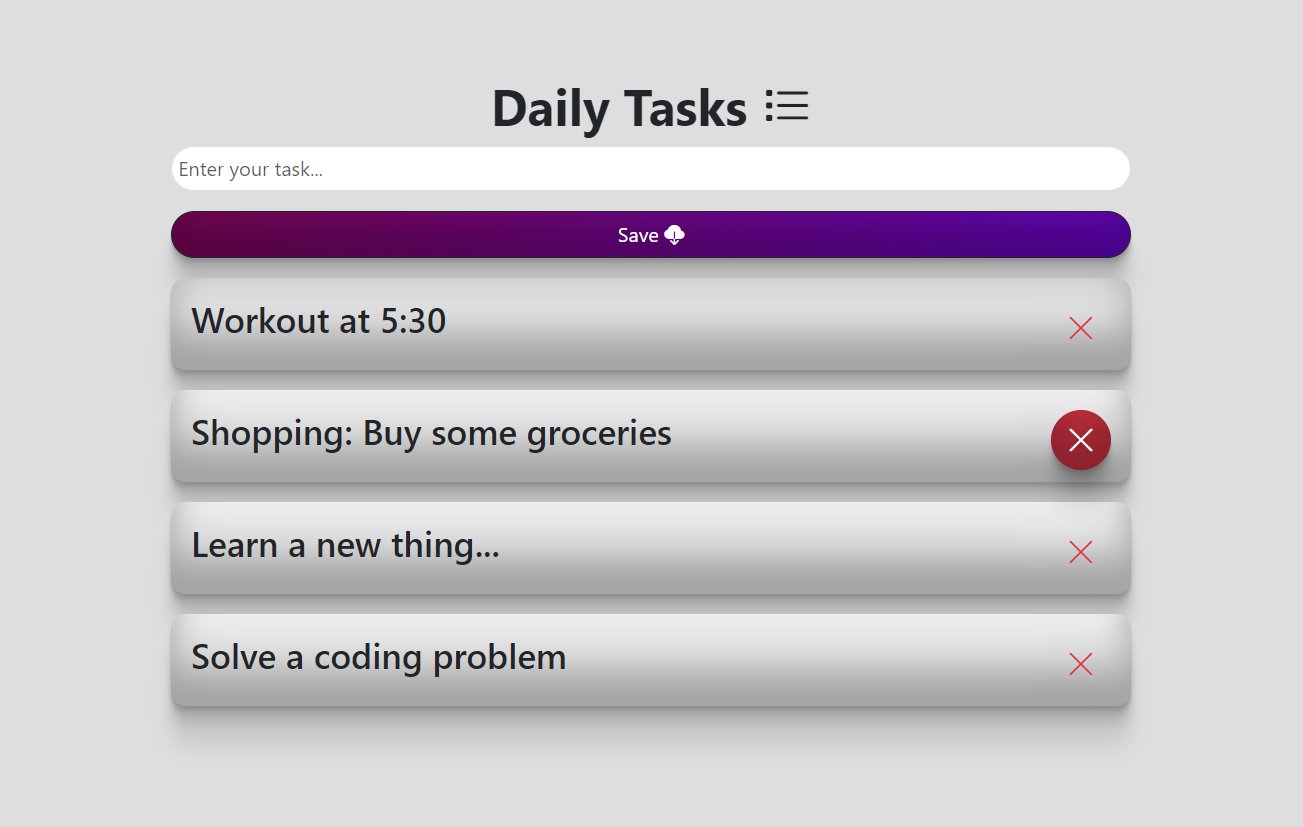 Daily Tasks
Enter your task...
Save
Workout at 5:30
Shopping: Buy some groceries
Learn a new thing...
Solve a coding problem